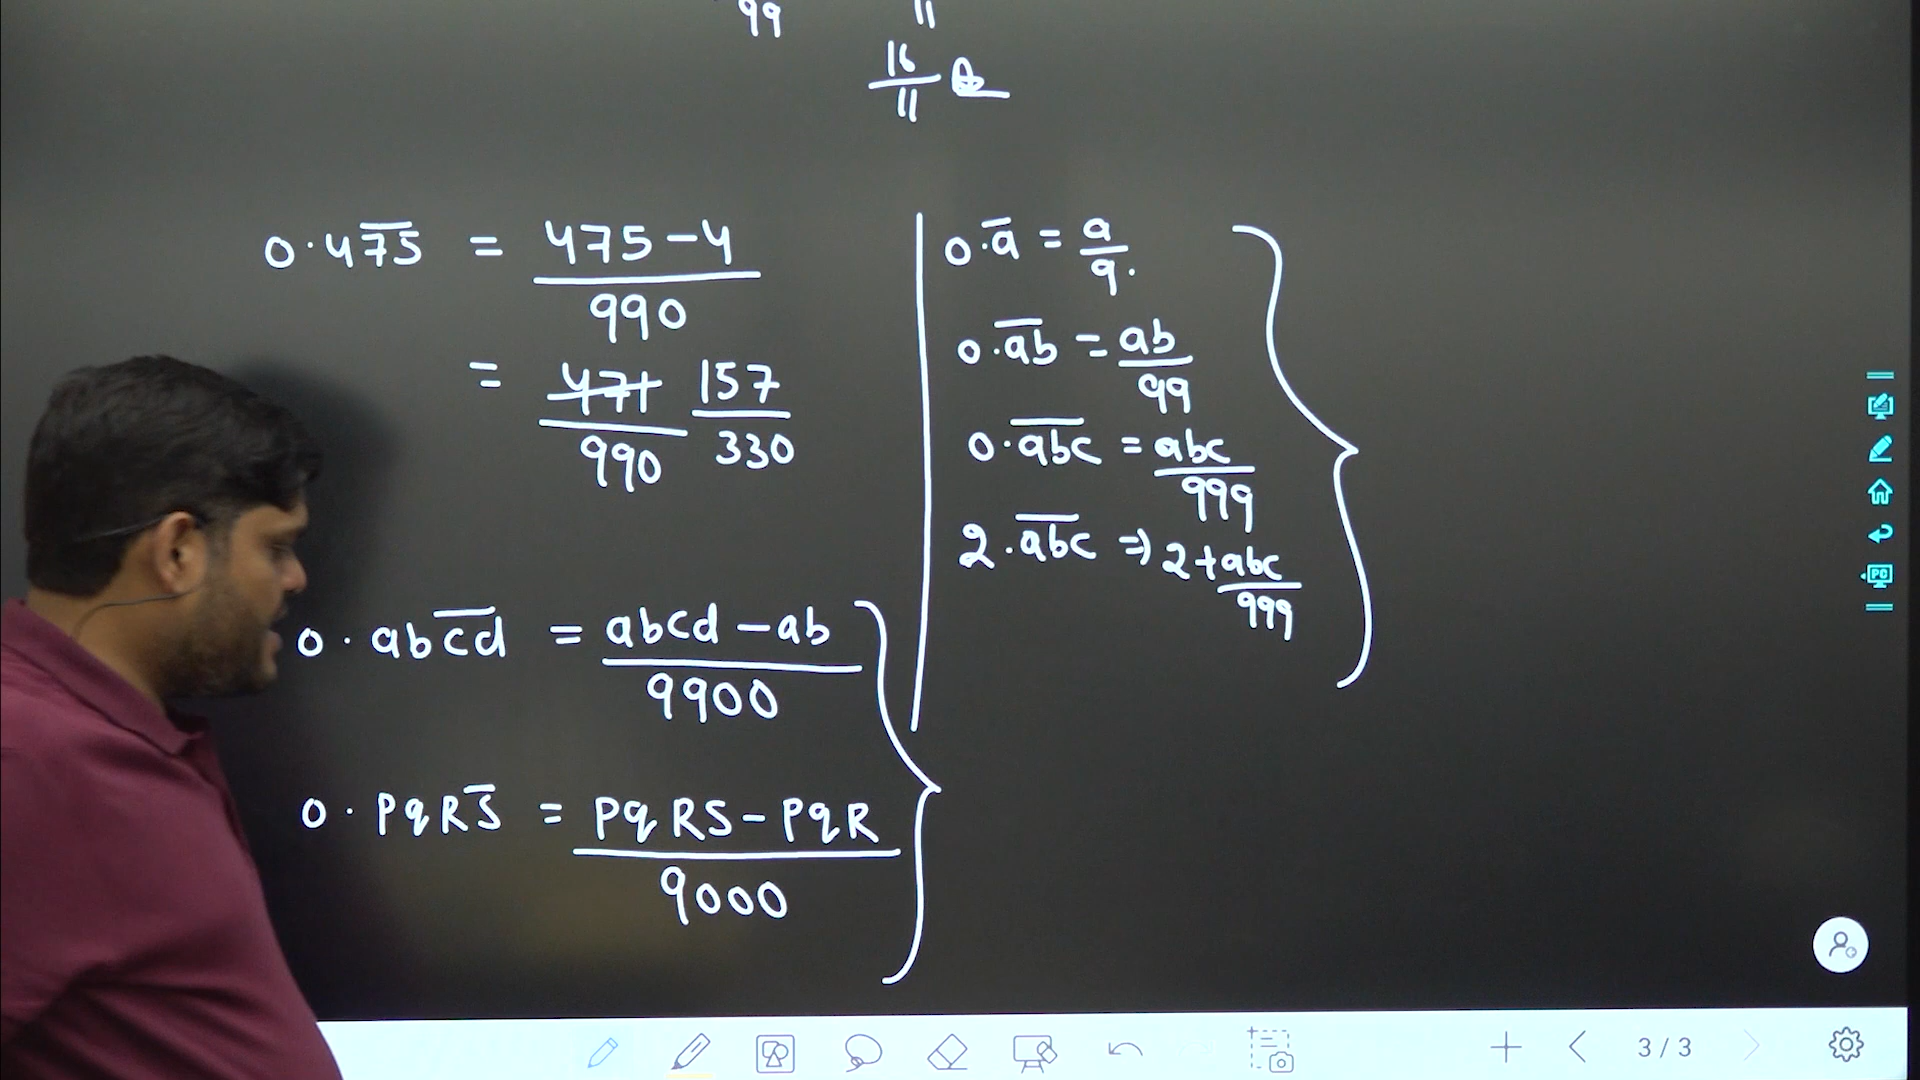 99 11
16/11 A
0.47̅5̅ = 475-4/990
= 471/990 157/330
0.abc̅d̅ = abcd-ab/9900
0.PqRS̅ = PqRS-PqR/9000
0.a̅ = a/9.
0.a̅b̅ = ab/99
0.a̅b̅c̅ = abc/999
2.a̅b̅c̅ ⇒ 2+abc/999
3/3